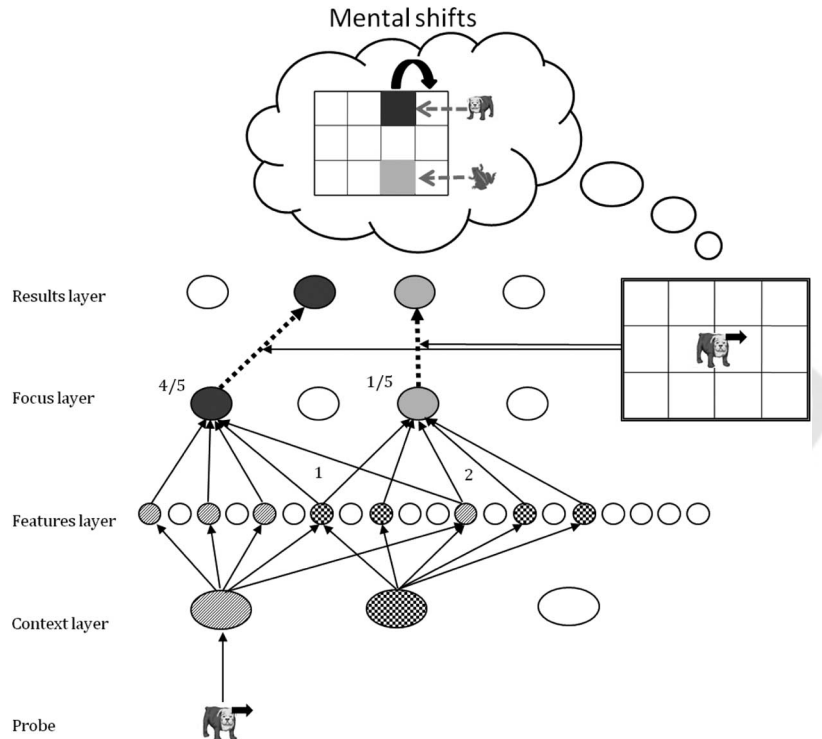 Mental shifts
Results layer
4/5
1/5
Focus layer
1
2
Features layer
Context layer
Probe